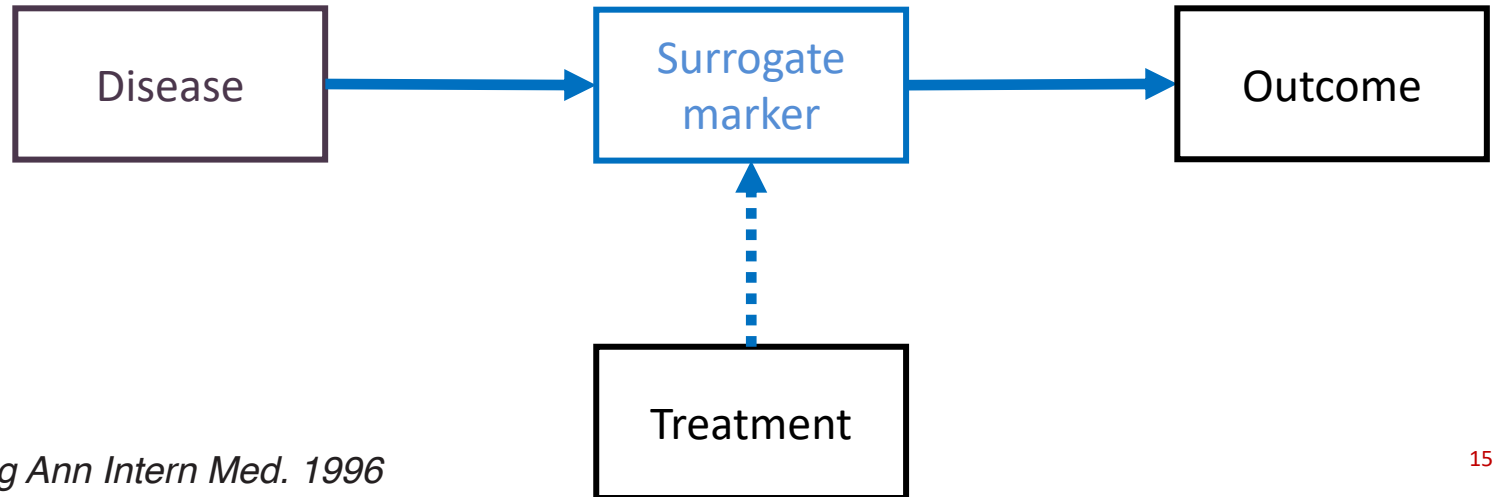 Disease
Surrogate
marker
Outcome
Treatment
g Ann Intern Med. 1996
15